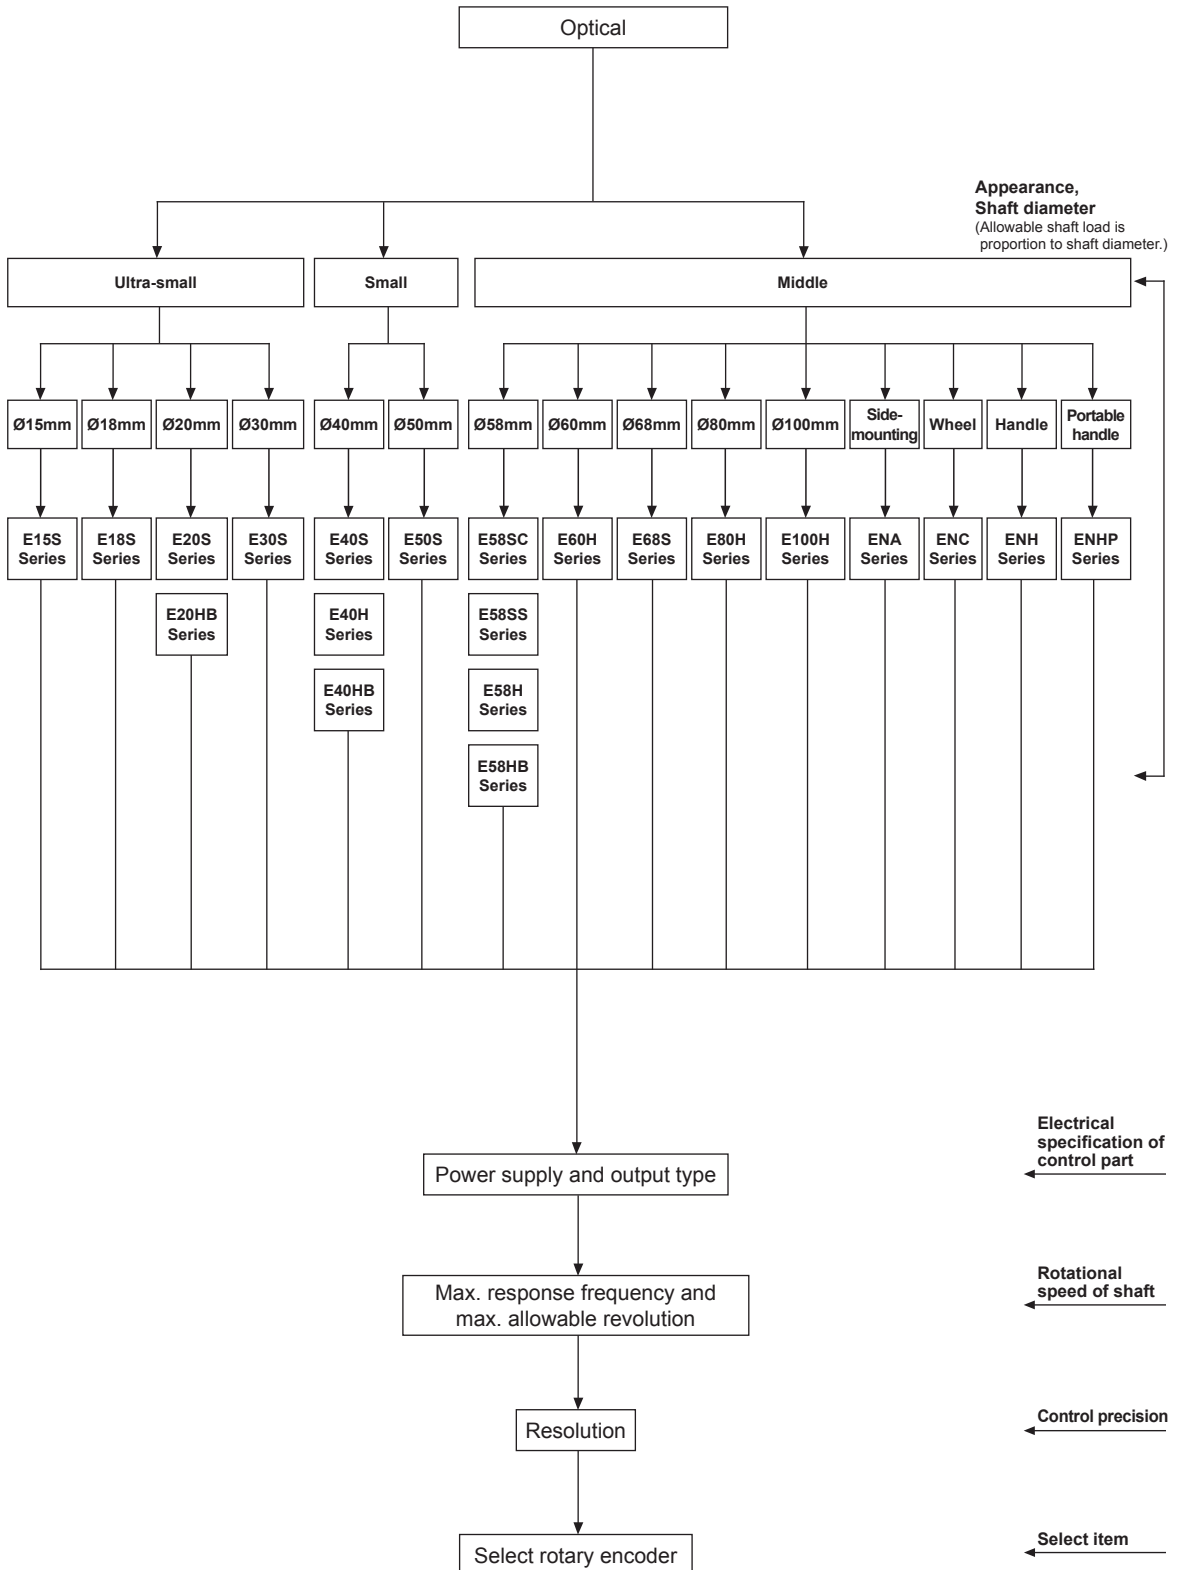 Optical
Appearance,
Shaft diameter
(Allowable shaft load is
proportion to shaft diameter.)
Ultra-small
Small
Middle
Ø15mm
Ø18mm
Ø20mm
Ø30mm
Ø40mm
Ø50mm
Ø58mm
Ø60mm
Ø68mm
Ø80mm
Ø100mm
Side-
mounting
Wheel
Handle
Portable
handle
E15S
Series
E18S
Series
E20S
Series
E30S
Series
E40S
Series
E50S
Series
E58SC
Series
E60H
Series
E68S
Series
E80H
Series
E100H
Series
ENA
Series
ENC
Series
ENH
Series
ENHP
Series
E20HB
Series
E40H
Series
E58SS
Series
E40HB
Series
E58H
Series
E58HB
Series
Electrical
specification of
control part
Power supply and output type
Rotational
speed of shaft
Max. response frequency and
max. allowable revolution
Control precision
Resolution
Select item
Select rotary encoder